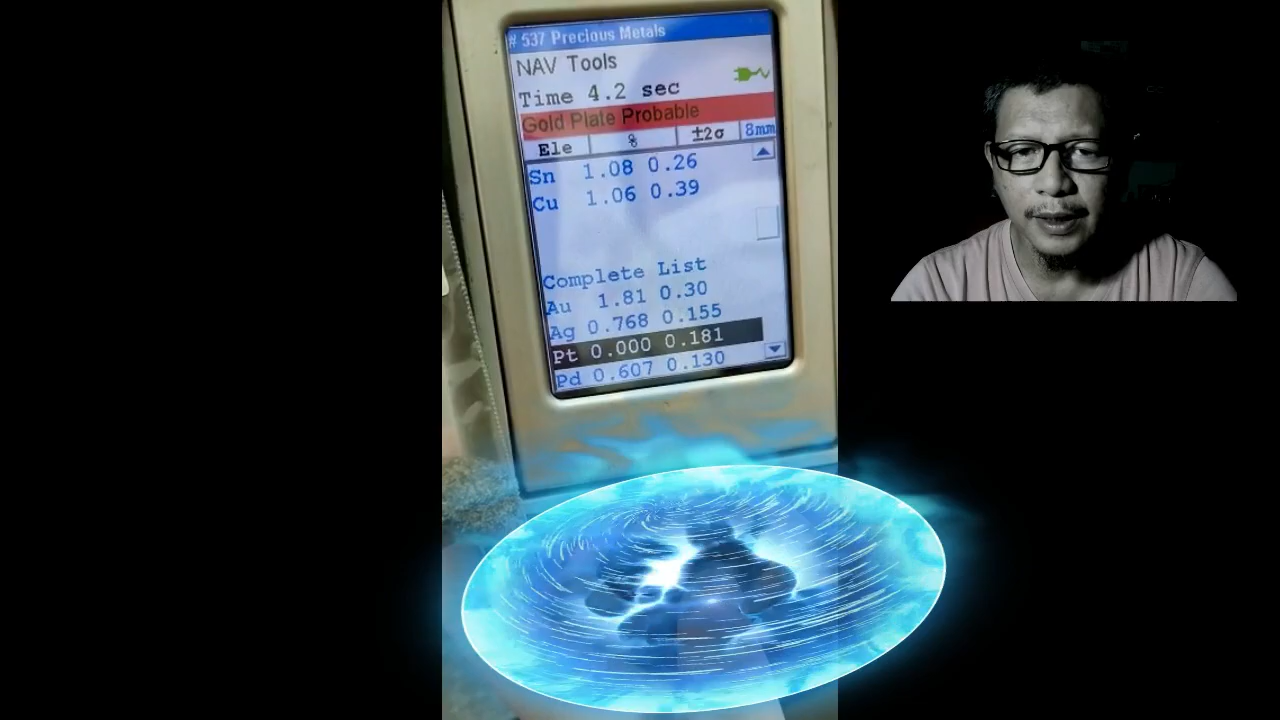 # 537 Precious Metals
NAV Tools
Time 4.2 sec
Gold Plate Probable
Ele % ±2σ 8mm
Sn 1.08 0.26
Cu 1.06 0.39
Complete List
Au 1.81 0.30
Ag 0.768 0.155
Pt 0.000 0.181
Pd 0.607 0.130